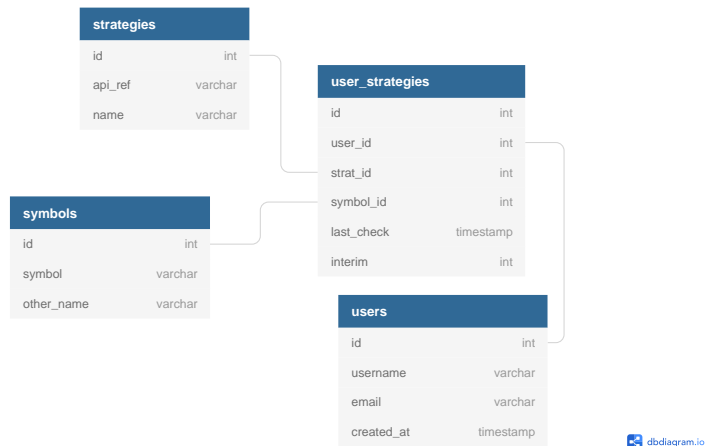 strategies
id int
api_ref varchar
name varchar
user_strategies
id int
user_id int
strat_id int
symbol_id int
last_check timestamp
interim int
symbols
id int
symbol varchar
other_name varchar
users
id int
username varchar
email varchar
created_at timestamp
dbdiagram.io